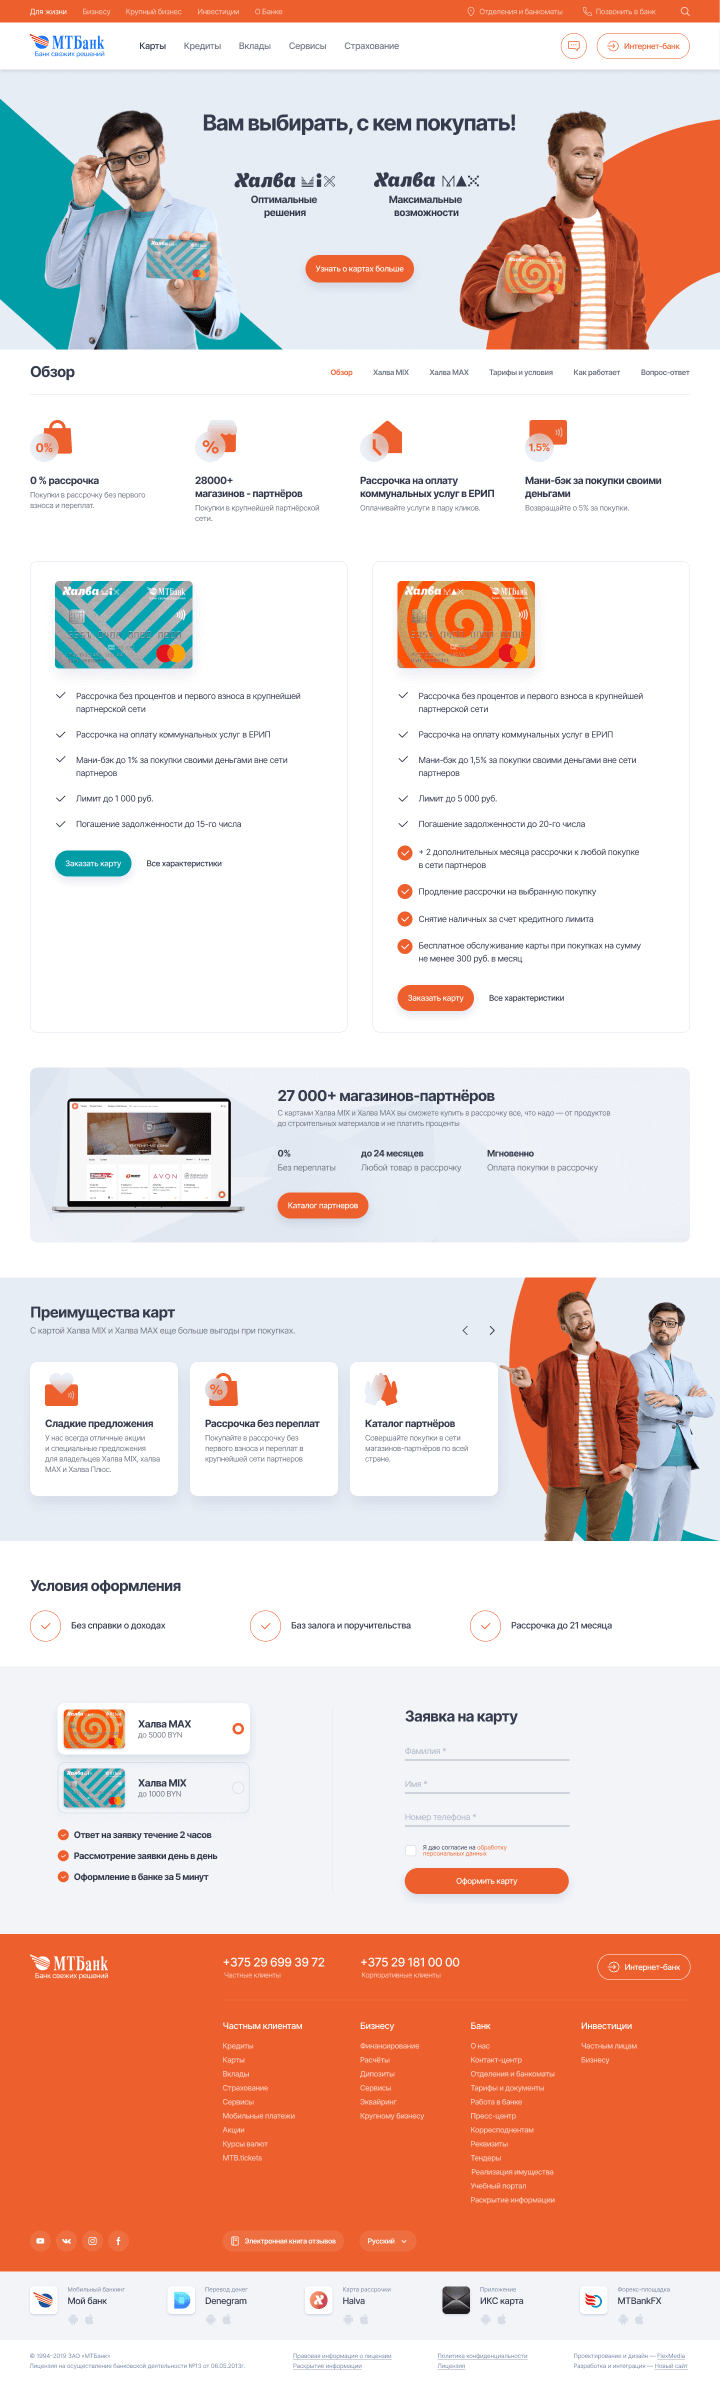 Для жизни Бизнесу Крупный бизнес Инвестиции О Банке Отделения и банкоматы Позвонить в банк
МТБанк
Банк свежих решений
Карты Кредиты Вклады Сервисы Страхование Интернет-банк
Вам выбирать, с кем покупать!
Халва MIX Халва MAX
Оптимальные решения
Максимальные возможности
Узнать о картах больше
Обзор
Обзор Халва MIX Халва MAX Тарифы и условия Как работает Вопрос-ответ
0%
%
1,5%
0 % рассрочка
Покупки в рассрочку без первого
взноса и переплат.
28000+
магазинов - партнёров
Покупки в крупнейшей партнёрской
сети.
Рассрочка на оплату
коммунальных услуг в ЕРИП
Оплачивайте услуги в пару кликов.
Мани-бэк за покупки своими
деньгами
Возвращайте о 5% за покупки.
Халва MIX МТБанк
Рассрочка без процентов и первого взноса в крупнейшей
партнерской сети
Рассрочка на оплату коммунальных услуг в ЕРИП
Мани-бэк до 1% за покупки своими деньгами вне сети
партнеров
Лимит до 1 000 руб.
Погашение задолженности до 15-го числа
Заказать карту Все характеристики
Халва MAX МТБанк
Рассрочка без процентов и первого взноса в крупнейшей
партнерской сети
Рассрочка на оплату коммунальных услуг в ЕРИП
Мани-бэк до 1,5% за покупки своими деньгами вне сети
партнеров
Лимит до 5 000 руб.
Погашение задолженности до 20-го числа
+ 2 дополнительных месяца рассрочки к любой покупке
в сети партнеров
Продление рассрочки на выбранную покупку
Снятие наличных за счет кредитного лимита
Бесплатное обслуживание карты при покупках на сумму
не менее 300 руб. в месяц
Заказать карту Все характеристики
AVON
27 000+ магазинов-партнёров
С картами Халва MIX и Халва MAX вы сможете купить в рассрочку все, что надо — от продуктов
до строительных материалов и не платить проценты
0% до 24 месяцев Мгновенно
Без переплаты Любой товар в рассрочку Оплата покупки в рассрочку
Каталог партнеров
Преимущества карт
С картой Халва MIX и Халва MAX еще больше выгоды при покупках.
Сладкие предложения
У нас всегда отличные акции
и специальные предложения
для владельцев Халва MIX, халва
MAX и Халва Плюс.
%
Рассрочка без переплат
Покупайте в рассрочку без
первого взноса и переплат в
крупнейшей сети партнеров
Каталог партнёров
Совершайте покупки в сети
магазинов-партнёров по всей
стране.
Условия оформления
Без справки о доходах Баз залога и поручительства Рассрочка до 21 месяца
Халва MAX
до 5000 BYN
Халва MIX
до 1000 BYN
Ответ на заявку течение 2 часов
Рассмотрение заявки день в день
Оформление в банке за 5 минут
Заявка на карту
Фамилия *
Имя *
Номер телефона *
Я даю согласие на обработку
персональных данных
Оформить карту
МТБанк
Банк свежих решений
+375 29 699 39 72
Частные клиенты
+375 29 181 00 00
Корпоративные клиенты
Интернет-банк
Частным клиентам
Кредиты
Карты
Вклады
Страхование
Сервисы
Мобильные платежи
Акции
Курсы валют
MTB.tickets
Бизнесу
Финансирование
Расчёты
Дипозиты
Сервисы
Эквайринг
Крупному бизнесу
Банк
О нас
Контакт-центр
Отделения и банкоматы
Тарифы и документы
Работа в банке
Пресс-центр
Корреспондентам
Реквизиты
Тендеры
Реализация имущества
Учебный портал
Раскрытие информации
Инвестиции
Частным лицам
Бизнесу
Электронная книга отзывов Русский
Мобильный банкинг
Мой банк
Перевод денег
Denegram
Карта рассрочки
Halva
Приложение
ИКС карта
Форекс-площадка
MTBankFX
© 1994-2019 ЗАО «МТБанк»
Лицензия на осуществление банковской деятельности №13 от 06.05.2013г.
Правовая информация о лицензии
Раскрытие информации
Политика конфиденциальности
Лицензия
Проектирование и дизайн — FlexMedia
Разработка и интеграция — Новый сайт